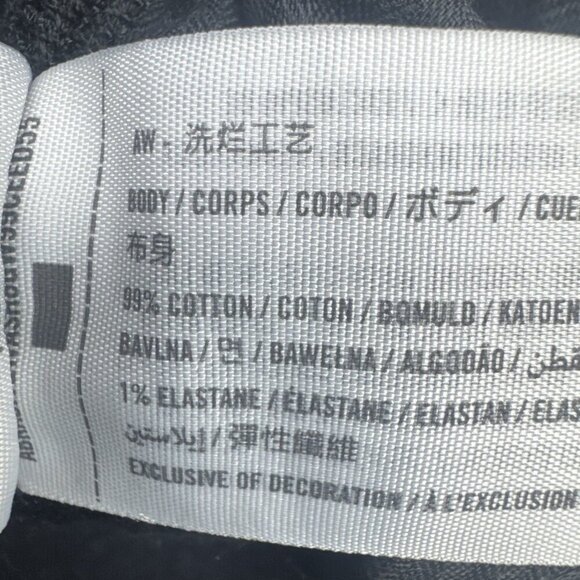 AW - 洗烂工艺
BODY / CORPS / CORPO / ボディ / CUE
布身
99% COTTON / COTON / BOMULD / KATOEN
BAVLNA / 면 / BAWEŁNA / ALGODÃO / قطن
1% ELASTANE / ÉLASTANE / ELASTAN / ELAS
إيلاستين / 彈性纖維
EXCLUSIVE OF DECORATION / À L'EXCLUSION